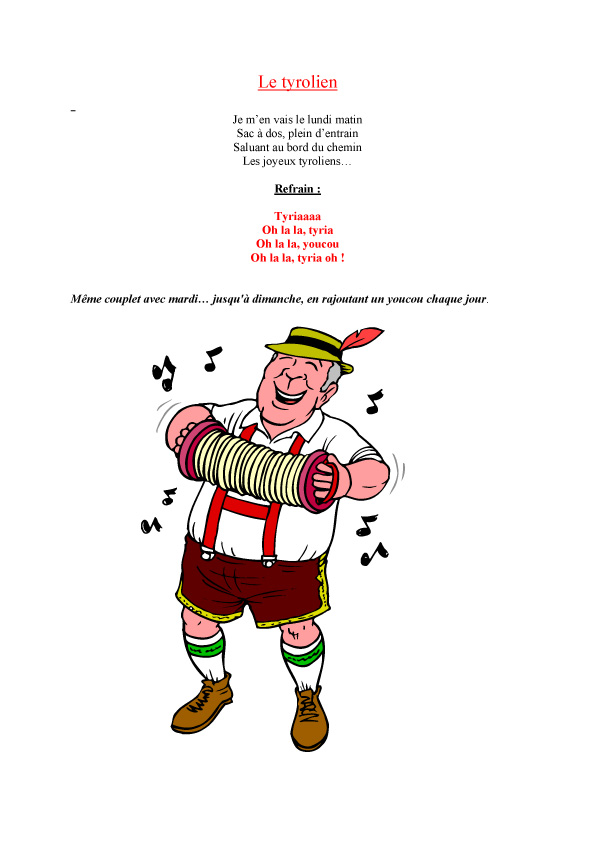 Le tyrolien
Je m'en vais le lundi matin
Sac à dos, plein d'entrain
Saluant au bord du chemin
Les joyeux tyroliens…
Refrain :
Tyriaaaa
Oh la la, tyria
Oh la la, youcou
Oh la la, tyria oh !
Même couplet avec mardi… jusqu'à dimanche, en rajoutant un youcou chaque jour.